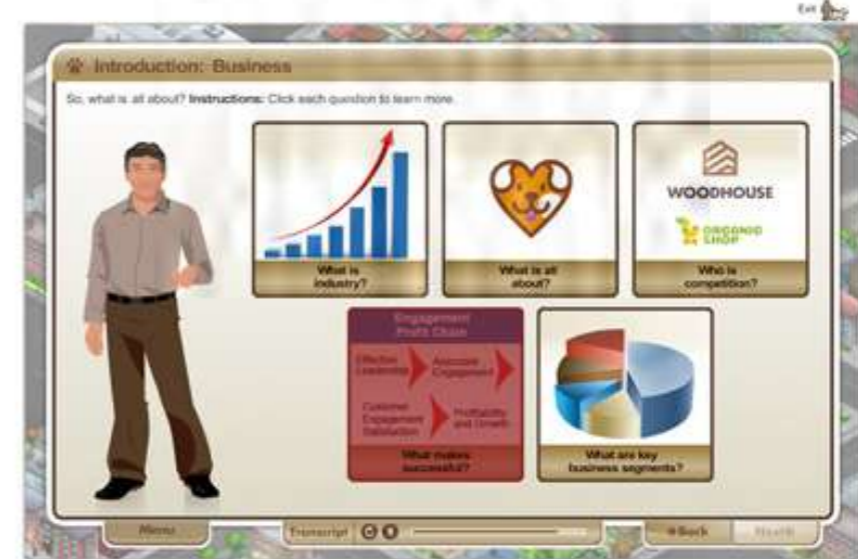 Exit
Introduction: Business
So, what is all about? Instructions: Click each question to learn more.
What is
industry?
What is all
about?
WOODHOUSE
ORGANIC
SHOP
Who is
competition?
Engagement
Profit Chain
Effective
Leadership
Associate
Engagement
Customer
Engagement
Satisfaction
Profitability
and Growth
What makes
successful?
What are key
business segments?
Menu
Transcript
Back
Next